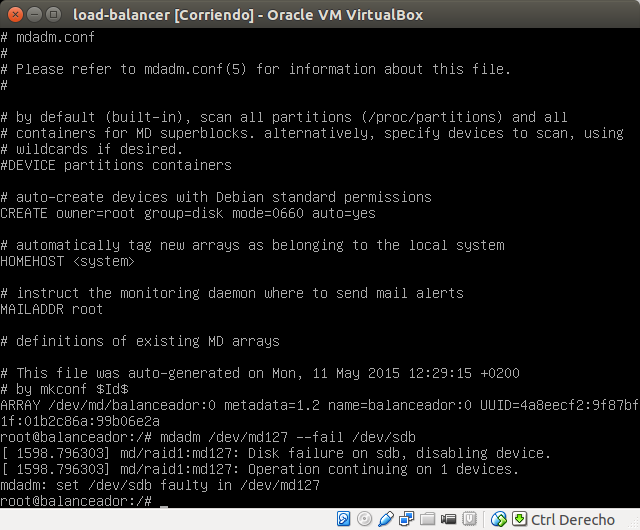 load-balancer [Corriendo] - Oracle VM VirtualBox
# mdadm.conf
#
# Please refer to mdadm.conf(5) for information about this file.
#
# by default (built-in), scan all partitions (/proc/partitions) and all
# containers for MD superblocks. alternatively, specify devices to scan, using
# wildcards if desired.
#DEVICE partitions containers
# auto-create devices with Debian standard permissions
CREATE owner=root group=disk mode=0660 auto=yes
# automatically tag new arrays as belonging to the local system
HOMEHOST <system>
# instruct the monitoring daemon where to send mail alerts
MAILADDR root
# definitions of existing MD arrays
# This file was auto-generated on Mon, 11 May 2015 12:29:15 +0200
# by mkconf $Id$
ARRAY /dev/md/balanceador:0 metadata=1.2 name=balanceador:0 UUID=4a8eecf2:9f87bf
1f:01b2c86a:99b06e2a
root@balanceador:/# mdadm /dev/md127 --fail /dev/sdb
[ 1598.796303] md/raid1:md127: Disk failure on sdb, disabling device.
[ 1598.796303] md/raid1:md127: Operation continuing on 1 devices.
mdadm: set /dev/sdb faulty in /dev/md127
root@balanceador:/# _
Ctrl Derecho